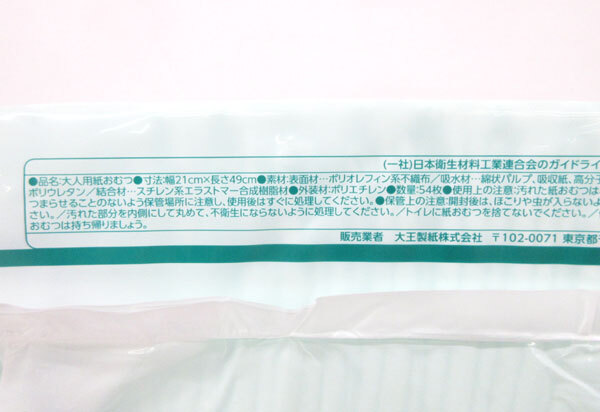 (一社)日本衛生材料工業連合会のガイドライ
●品名:大人用紙おむつ●寸法:幅21cm×長さ49cm●素材:表面材…ポリオレフィン系不織布／吸水材…綿状パルプ、吸収紙、高分子
ポリウレタン／結合材…スチレン系エラストマー合成樹脂材●外装材:ポリエチレン●数量:54枚●使用上の注意:汚れた紙おむつは
つまらせることのない保管場所に注意し、使用後はすぐに処理してください。●保管上の注意:開封後は、ほこりや虫が入らない
さい。／汚れた部分を内側にして丸めて、不衛生にならないように処理してください。／トイレに紙おむつを捨てないでください。
おむつは持ち帰りましょう。
販売業者 大王製紙株式会社 〒102-0071 東京都